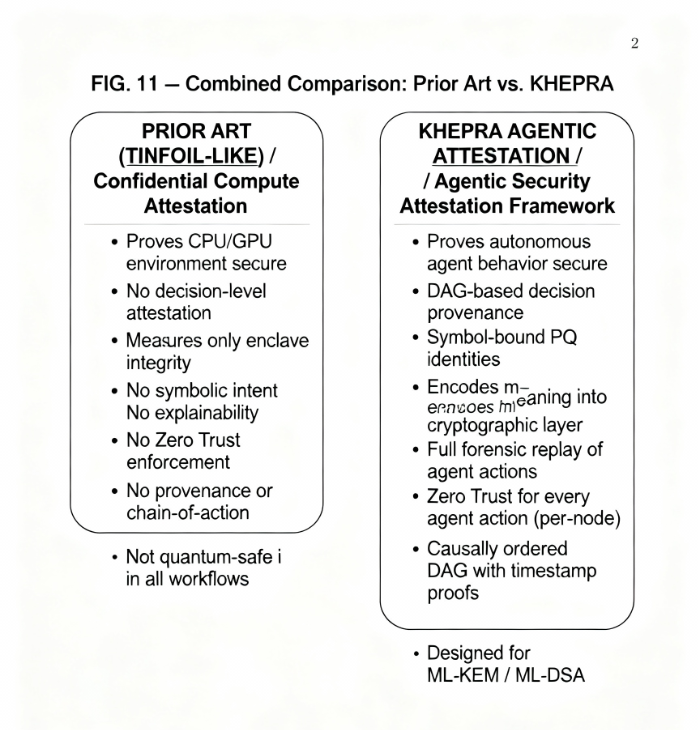 2
FIG. 11 — Combined Comparison: Prior Art vs. KHEPRA
PRIOR ART
(TINFOIL-LIKE) /
Confidential Compute
Attestation
• Proves CPU/GPU
environment secure
• No decision-level
attestation
• Measures only enclave
integrity
• No symbolic intent
No explainability
• No Zero Trust
enforcement
• No provenance or
chain-of-action
• Not quantum-safe i
in all workflows
KHEPRA AGENTIC
ATTESTATION /
/ Agentic Security
Attestation Framework
• Proves autonomous
agent behavior secure
• DAG-based decision
provenance
• Symbol-bound PQ
identities
• Encodes m–
eaning into
cryptographic layer
• Full forensic replay of
agent actions
• Zero Trust for every
agent action (per-node)
• Causally ordered
DAG with timestamp
proofs
• Designed for
ML-KEM / ML-DSA